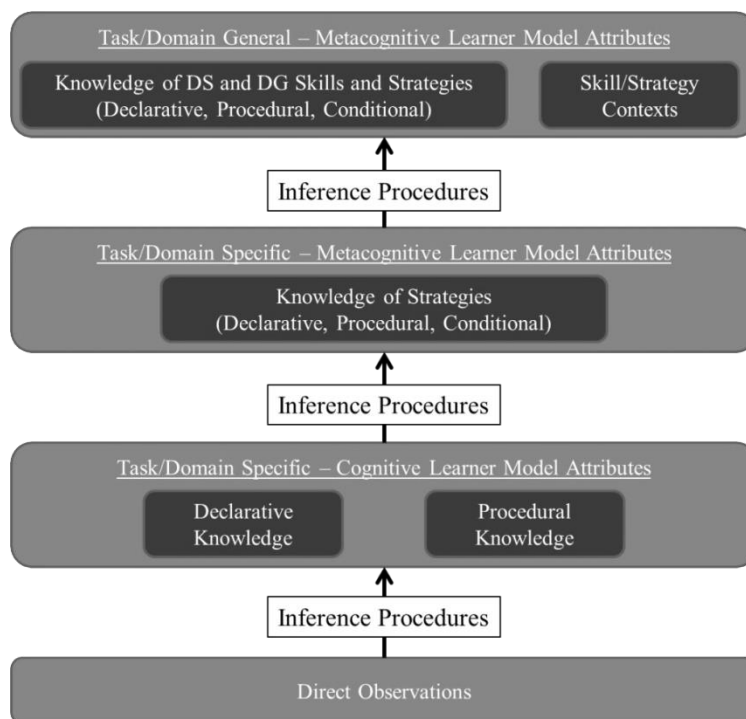 Task/Domain General – Metacognitive Learner Model Attributes
Knowledge of DS and DG Skills and Strategies
(Declarative, Procedural, Conditional)
Skill/Strategy
Contexts
Inference Procedures
Task/Domain Specific – Metacognitive Learner Model Attributes
Knowledge of Strategies
(Declarative, Procedural, Conditional)
Inference Procedures
Task/Domain Specific – Cognitive Learner Model Attributes
Declarative
Knowledge
Procedural
Knowledge
Inference Procedures
Direct Observations